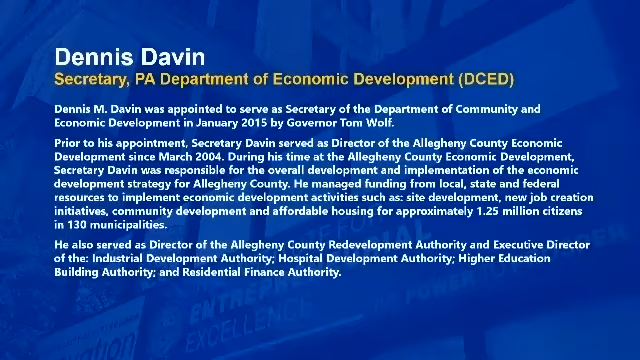 Dennis Davin
Secretary, PA Department of Economic Development (DCED)
Dennis M. Davin was appointed to serve as Secretary of the Department of Community and
Economic Development in January 2015 by Governor Tom Wolf.
Prior to his appointment, Secretary Davin served as Director of the Allegheny County Economic
Development since March 2004. During his time at the Allegheny County Economic Development,
Secretary Davin was responsible for the overall development and implementation of the economic
development strategy for Allegheny County. He managed funding from local, state and federal
resources to implement economic development activities such as: site development, new job creation
initiatives, community development and affordable housing for approximately 1.25 million citizens
in 130 municipalities.
He also served as Director of the Allegheny County Redevelopment Authority and Executive Director
of the: Industrial Development Authority; Hospital Development Authority; Higher Education
Building Authority; and Residential Finance Authority.
EXCELLENCE